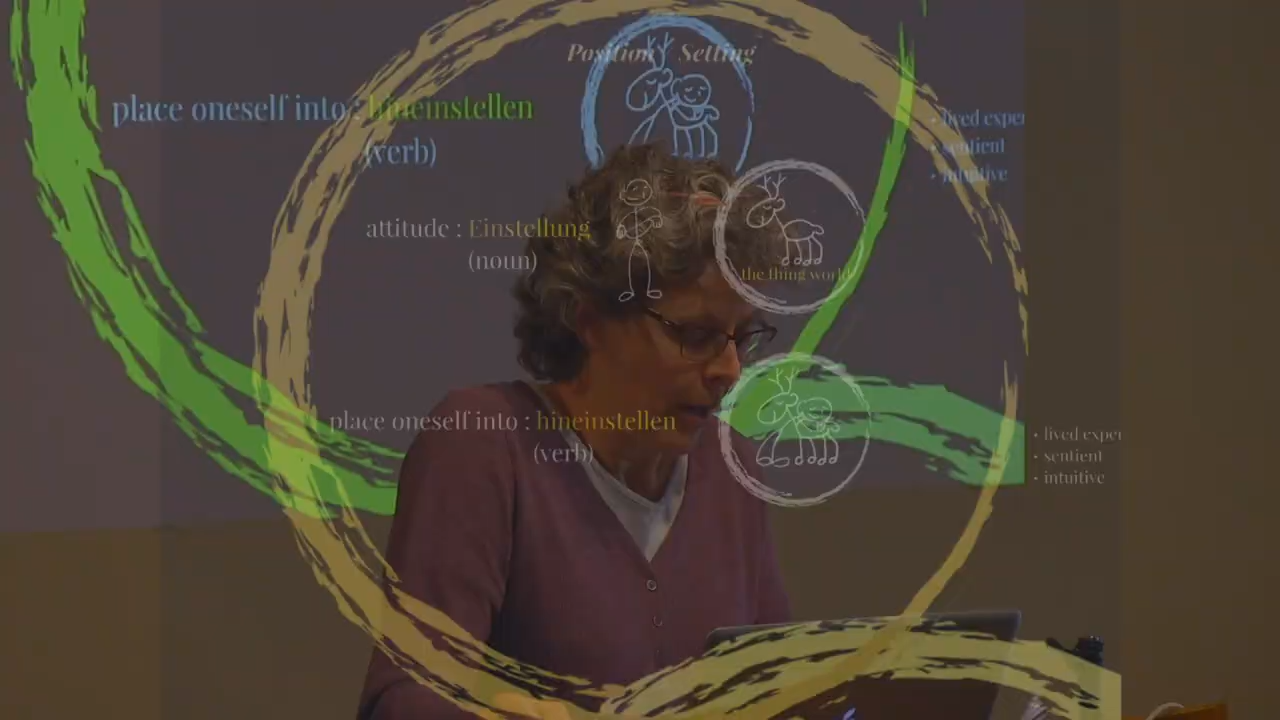 Position Setting
place oneself into : hineinstellen
(verb)
• lived exper
• sentient
• intuitive
attitude : Einstellung
(noun)
the thing world
place oneself into : hineinstellen
(verb)
• lived exper
• sentient
• intuitive